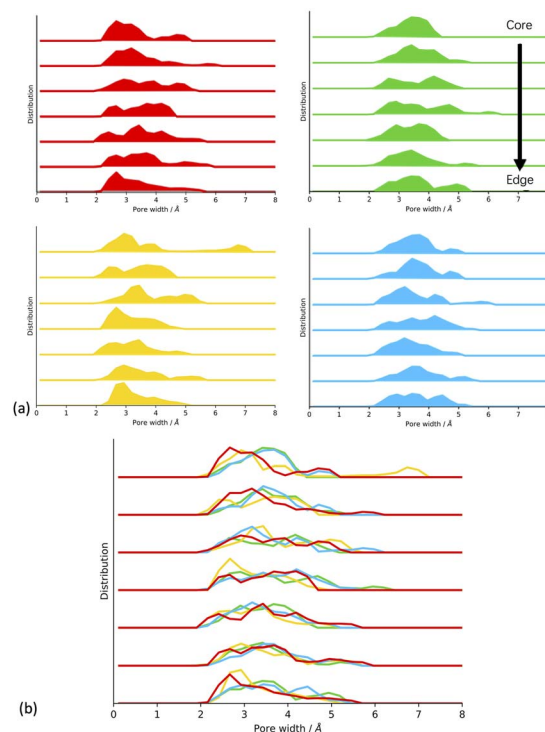 Distribution
0 1 2 3 4 5 6 7 8
Pore width / Å
Core
Edge
Distribution
0 1 2 3 4 5 6 7
Pore width / Å
(a)
Distribution
0 1 2 3 4 5 6 7 8
Pore width / Å
Distribution
0 1 2 3 4 5 6 7
Pore width / Å
(b)
Distribution
0 1 2 3 4 5 6 7 8
Pore width / Å